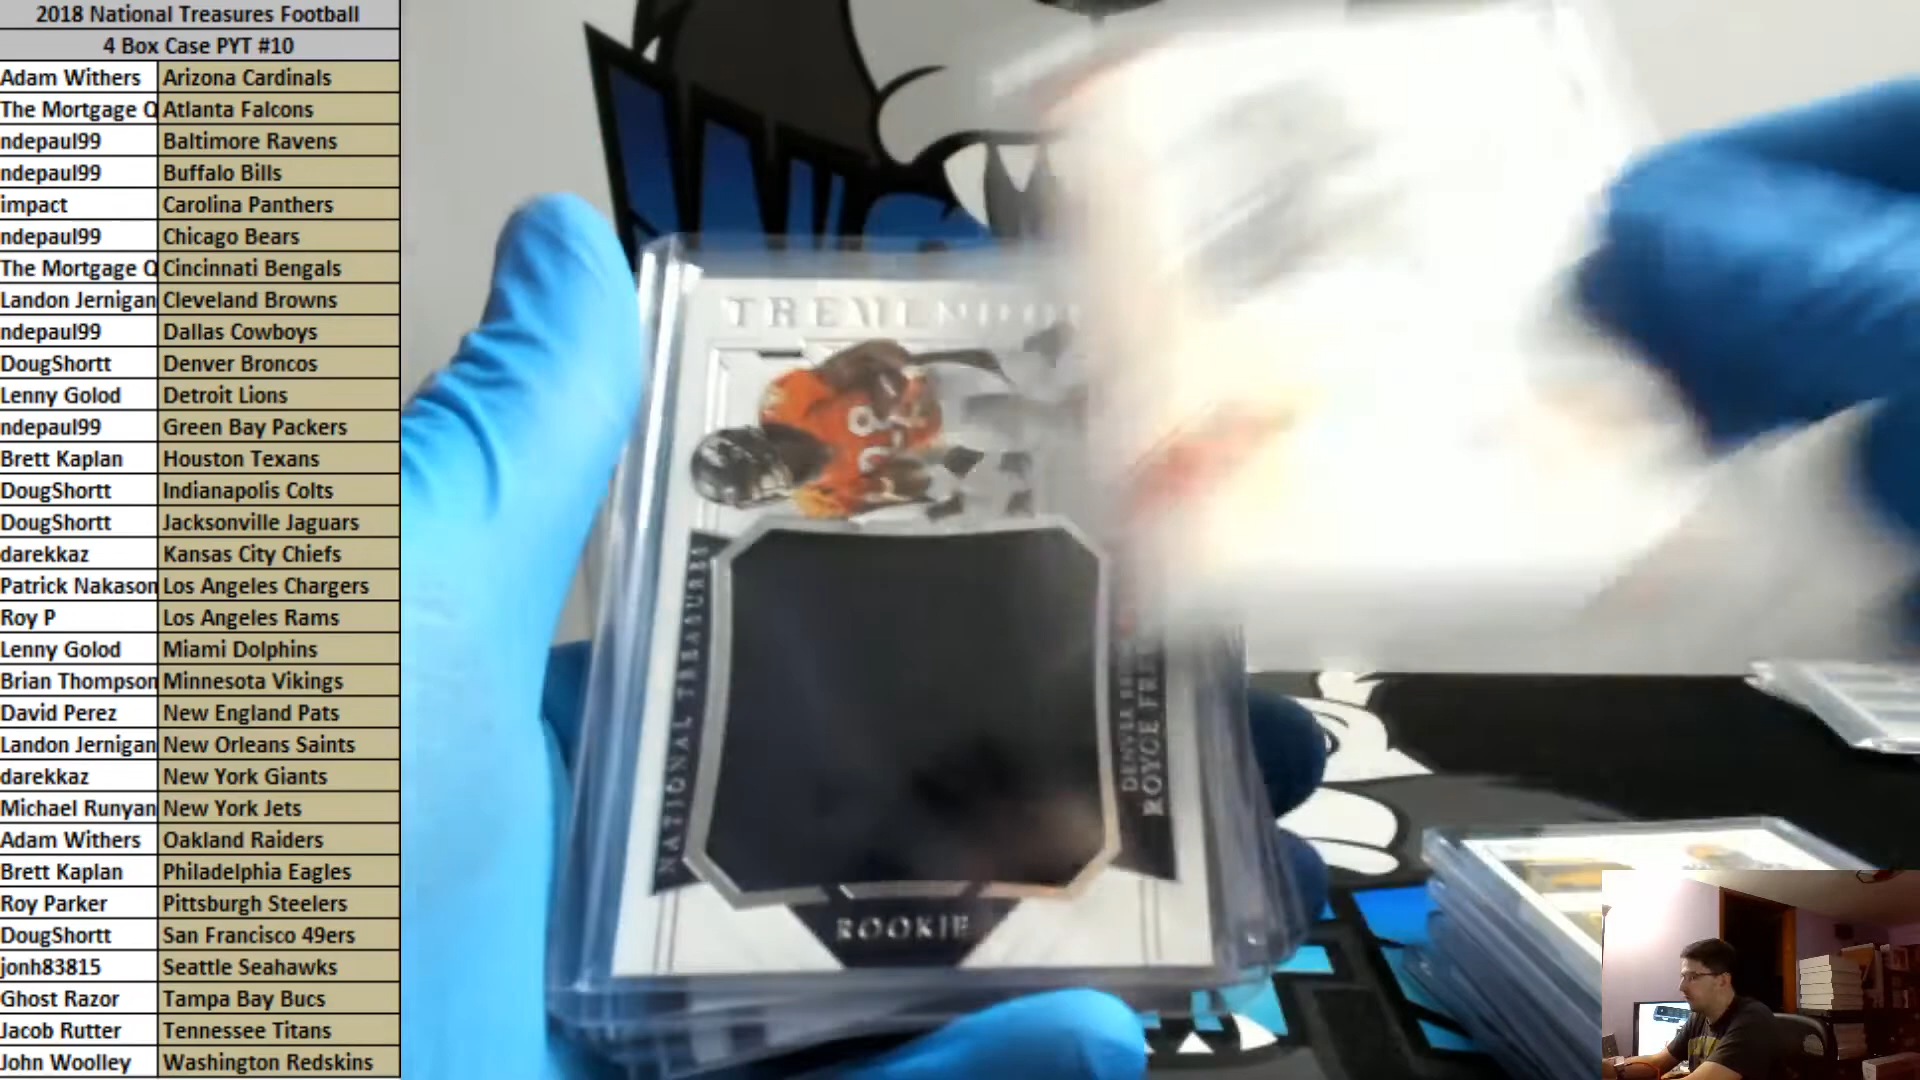 2018 National Treasures Football
4 Box Case PYT #10
Adam Withers Arizona Cardinals
The Mortgage Q Atlanta Falcons
ndepaul99 Baltimore Ravens
ndepaul99 Buffalo Bills
impact Carolina Panthers
ndepaul99 Chicago Bears
The Mortgage Q Cincinnati Bengals
Landon Jernigan Cleveland Browns
ndepaul99 Dallas Cowboys
DougShortt Denver Broncos
Lenny Golod Detroit Lions
ndepaul99 Green Bay Packers
Brett Kaplan Houston Texans
DougShortt Indianapolis Colts
DougShortt Jacksonville Jaguars
darekkaz Kansas City Chiefs
Patrick Nakason Los Angeles Chargers
Roy P Los Angeles Rams
Lenny Golod Miami Dolphins
Brian Thompson Minnesota Vikings
David Perez New England Pats
Landon Jernigan New Orleans Saints
darekkaz New York Giants
Michael Runyan New York Jets
Adam Withers Oakland Raiders
Brett Kaplan Philadelphia Eagles
Roy Parker Pittsburgh Steelers
DougShortt San Francisco 49ers
jonh83815 Seattle Seahawks
Ghost Razor Tampa Bay Bucs
Jacob Rutter Tennessee Titans
John Woolley Washington Redskins
NATIONAL TREASURES
DENVER
ROYCE
ROOKIE